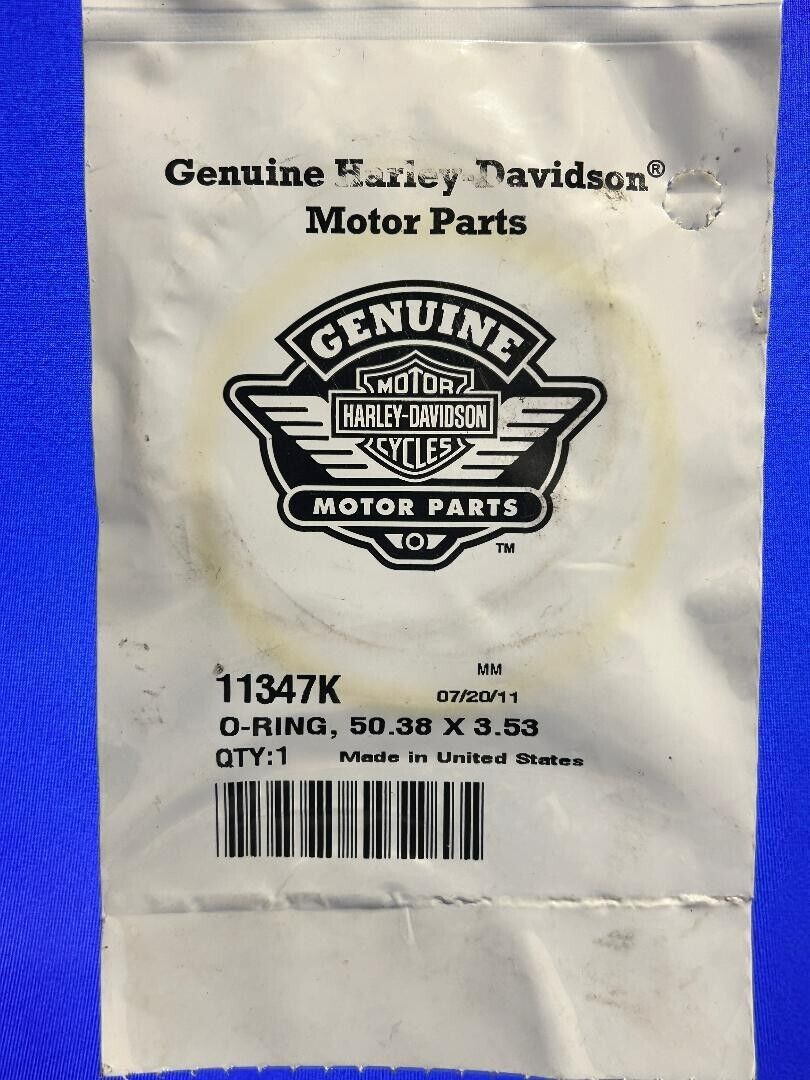 Genuine Harley-Davidson®
Motor Parts
GENUINE
MOTOR
HARLEY-DAVIDSON
CYCLES
MOTOR PARTS
TM
11347K
MM
07/20/11
O-RING, 50.38 X 3.53
QTY:1 Made in United States